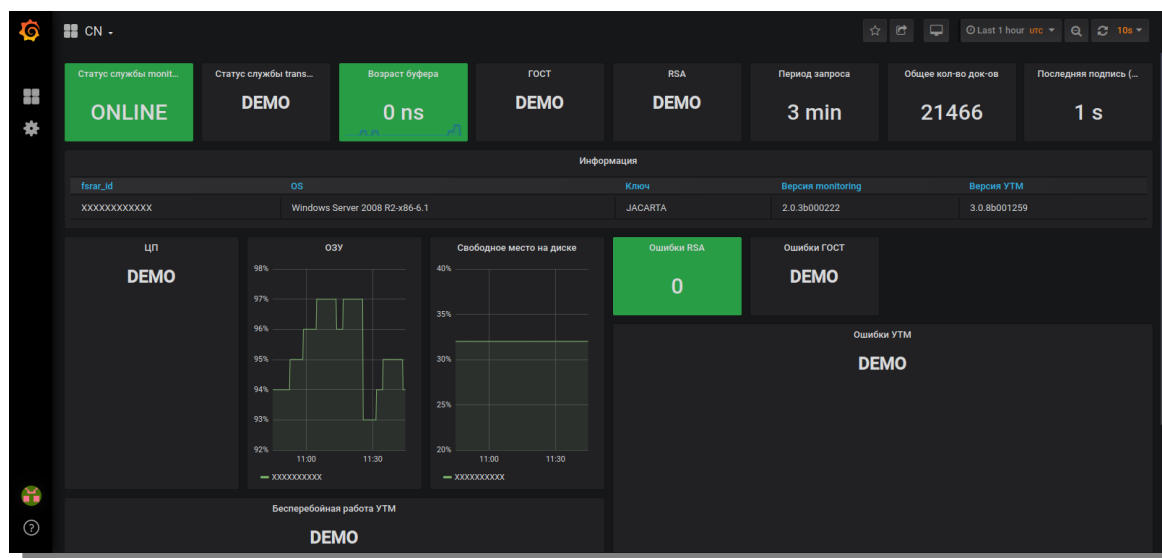 CN
Last 1 hour UTC
10s
Статус службы monit...
Статус службы trans...
Возраст буфера
ГОСТ
RSA
Период запроса
Общее кол-во док-ов
Последняя подпись (...
ONLINE
DEMO
0 ns
DEMO
DEMO
3 min
21466
1 s
Информация
fsrar_id
OS
Ключ
Версия monitoring
Версия УТМ
XXXXXXXXXXXX
Windows Server 2008 R2-x86-6.1
JACARTA
2.0.3b000222
3.0.8b001259
ЦП
DEMO
ОЗУ
98%
97%
96%
95%
94%
93%
92%
11:00
11:30
XXXXXXXXXX
Свободное место на диске
40%
35%
30%
25%
20%
11:00
11:30
XXXXXXXXXX
Ошибки RSA
0
Ошибки ГОСТ
DEMO
Ошибки УТМ
DEMO
Бесперебойная работа УТМ
DEMO